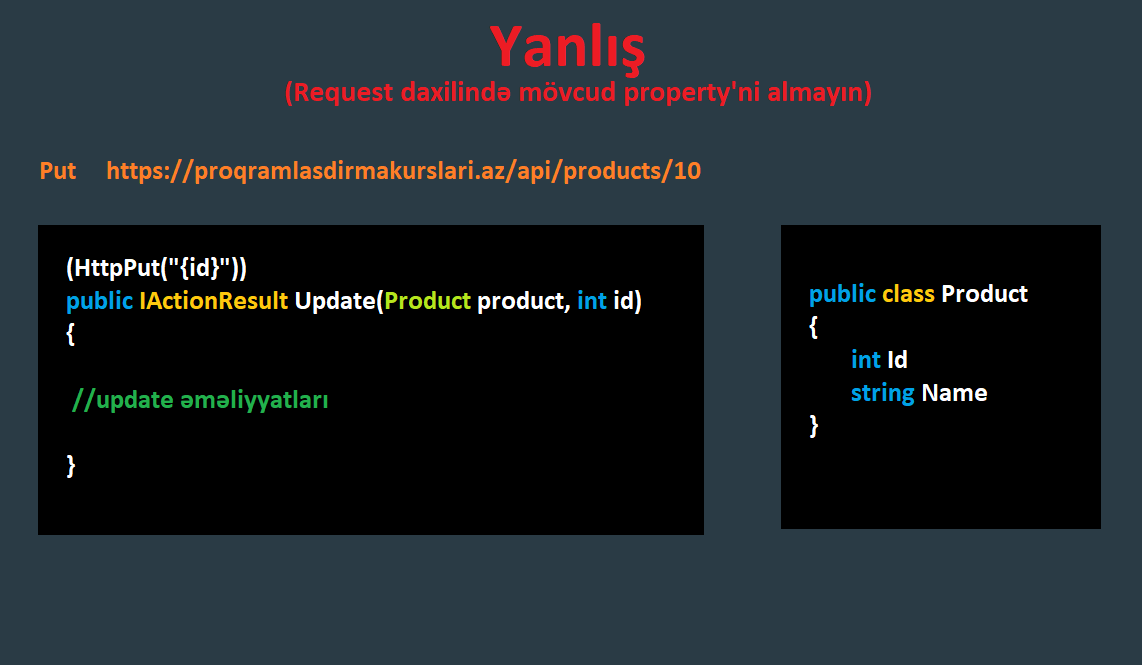 Yanlış
(Request daxilində mövcud property'ni almayın)
Put https://proqramlasdirmakurslari.az/api/products/10
(HttpPut("{id}"))
public IActionResult Update(Product product, int id)
{
//update əməliyyatları
}
public class Product
{
int Id
string Name
}